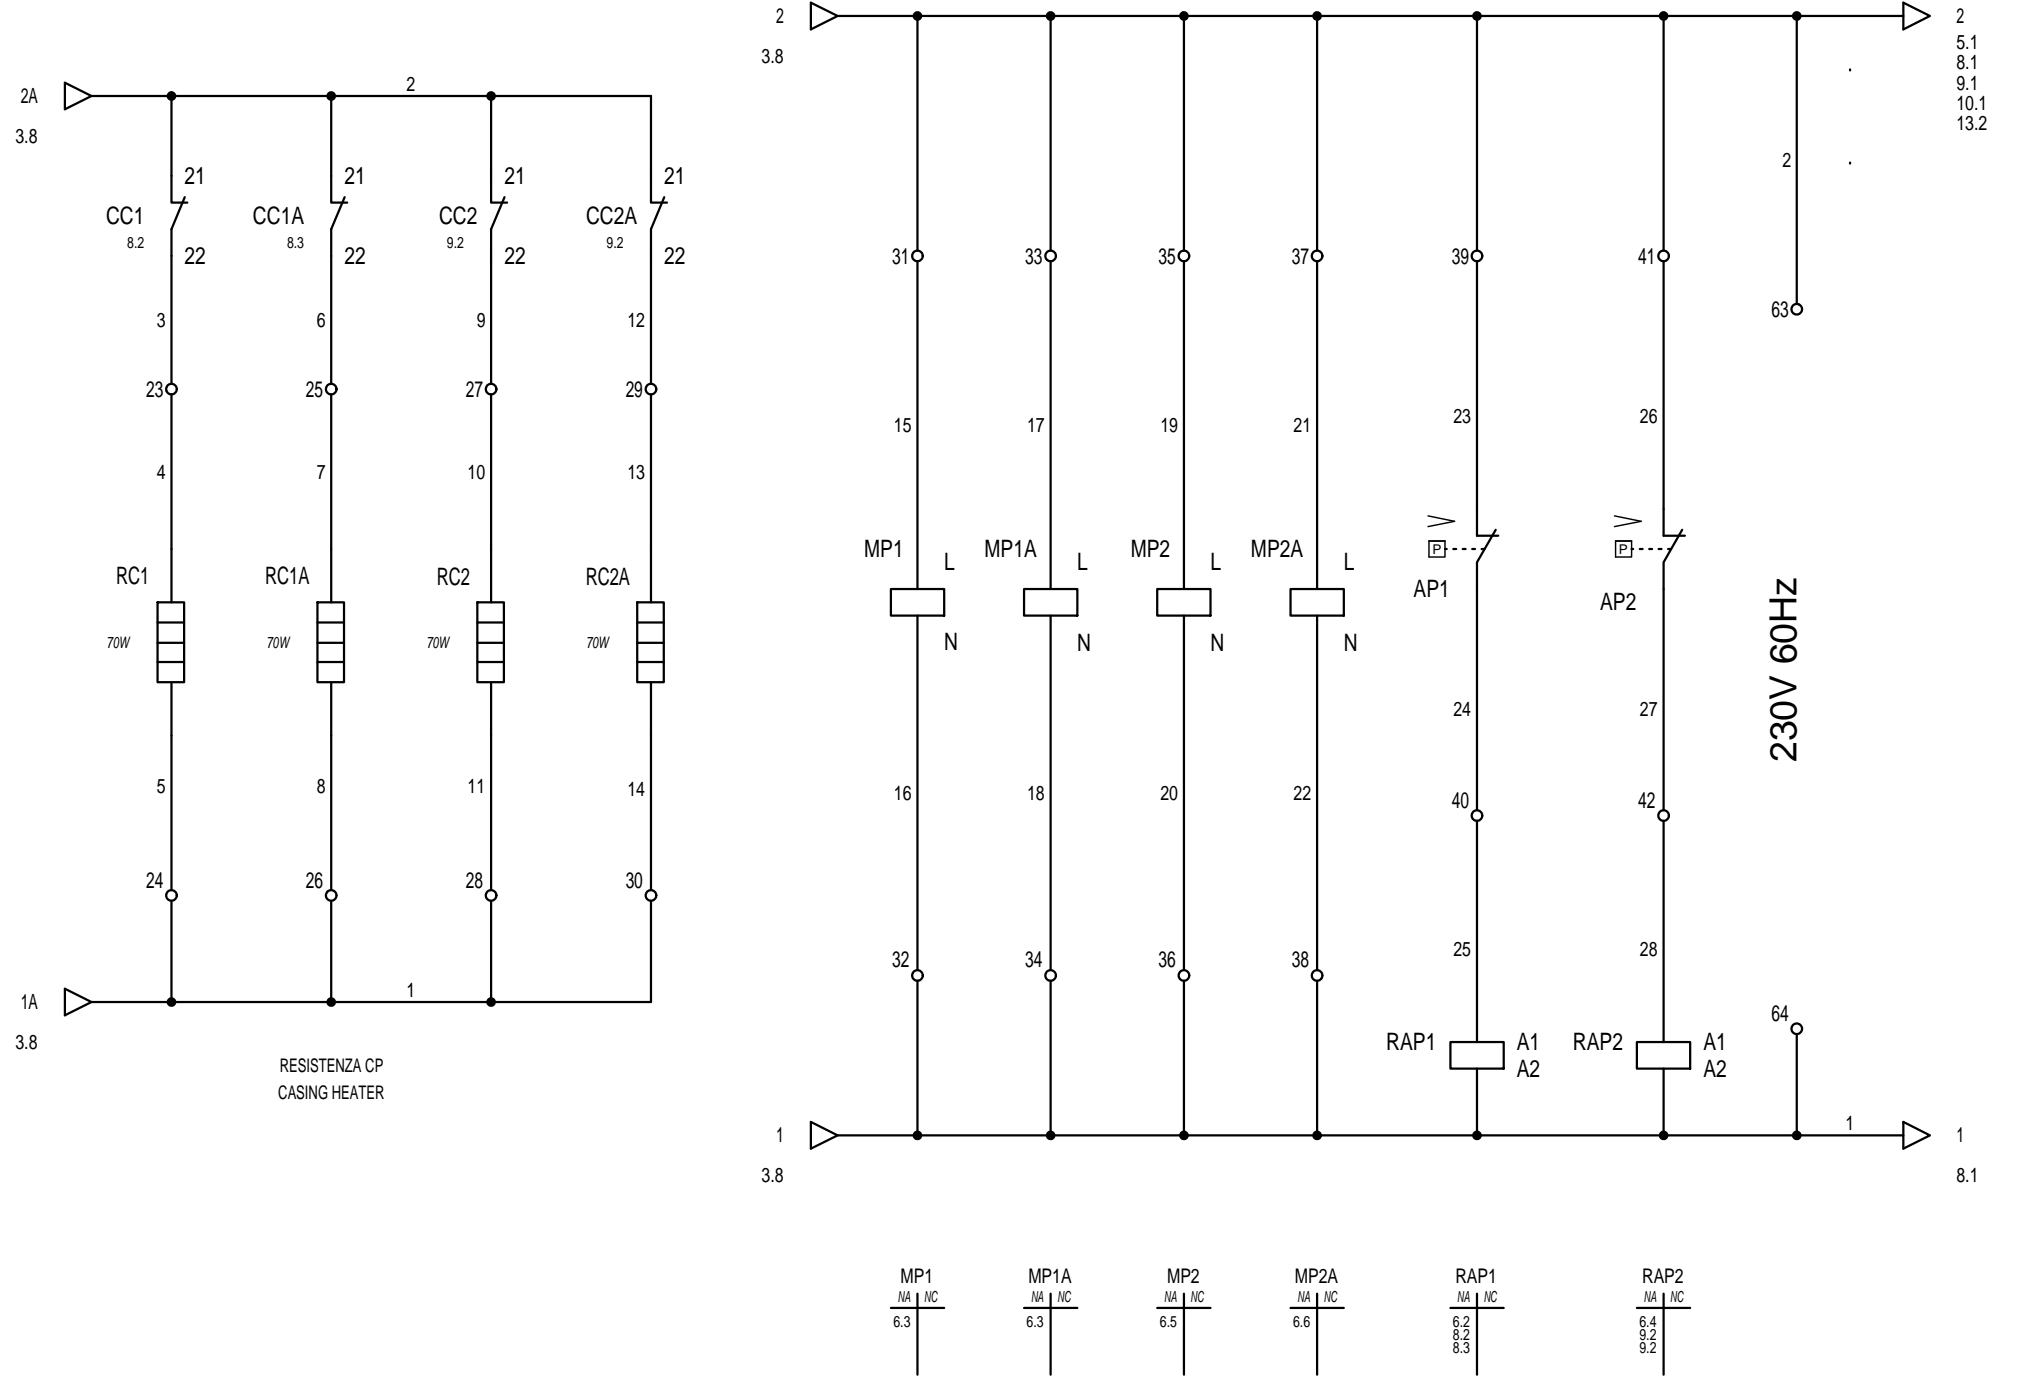 2A
3.8
2
21 21 21 21
CC1 CC1A CC2 CC2A
8.2 8.3 9.2 9.2
22 22 22 22
3 6 9 12
23 25 27 29
4 7 10 13
RC1 RC1A RC2 RC2A
70W 70W 70W 70W
5 8 11 14
24 26 28 30
1A
3.8
1
RESISTENZA CP
CASING HEATER
2
3.8
2
5.1
8.1
9.1
10.1
13.2
2
31 33 35 37 39 41
63
15 17 19 21 23 26
MP1 MP1A MP2 MP2A
L L L L
P P
AP1 AP2
N N N N
230V 60Hz
24 27
16 18 20 22
40 42
32 34 36 38
25 28
64
RAP1 A1 RAP2 A1
A2 A2
1
3.8
1
1
8.1
MP1 MP1A MP2 MP2A RAP1 RAP2
NA NC NA NC NA NC NA NC NA NC NA NC
6.3 6.3 6.5 6.6 6.2 6.4
8.2 9.2
8.3 9.2